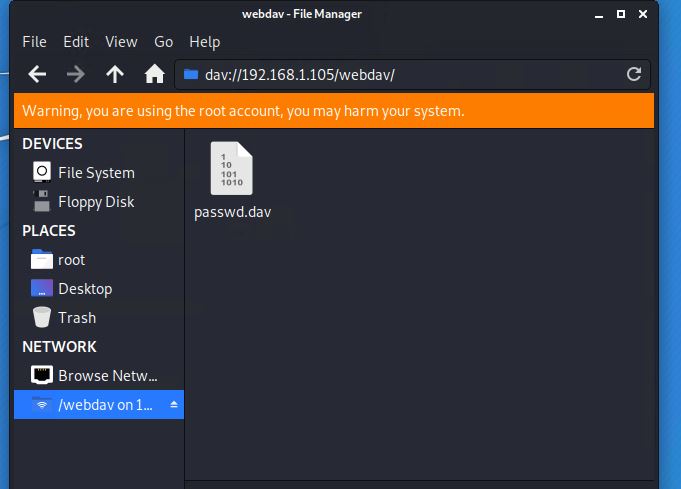 webdav - File Manager
File Edit View Go Help
dav://192.168.1.105/webdav/
Warning, you are using the root account, you may harm your system.
DEVICES
File System
Floppy Disk
PLACES
root
Desktop
Trash
NETWORK
Browse Netw...
/webdav on 1...
1
10
101
1010
passwd.dav